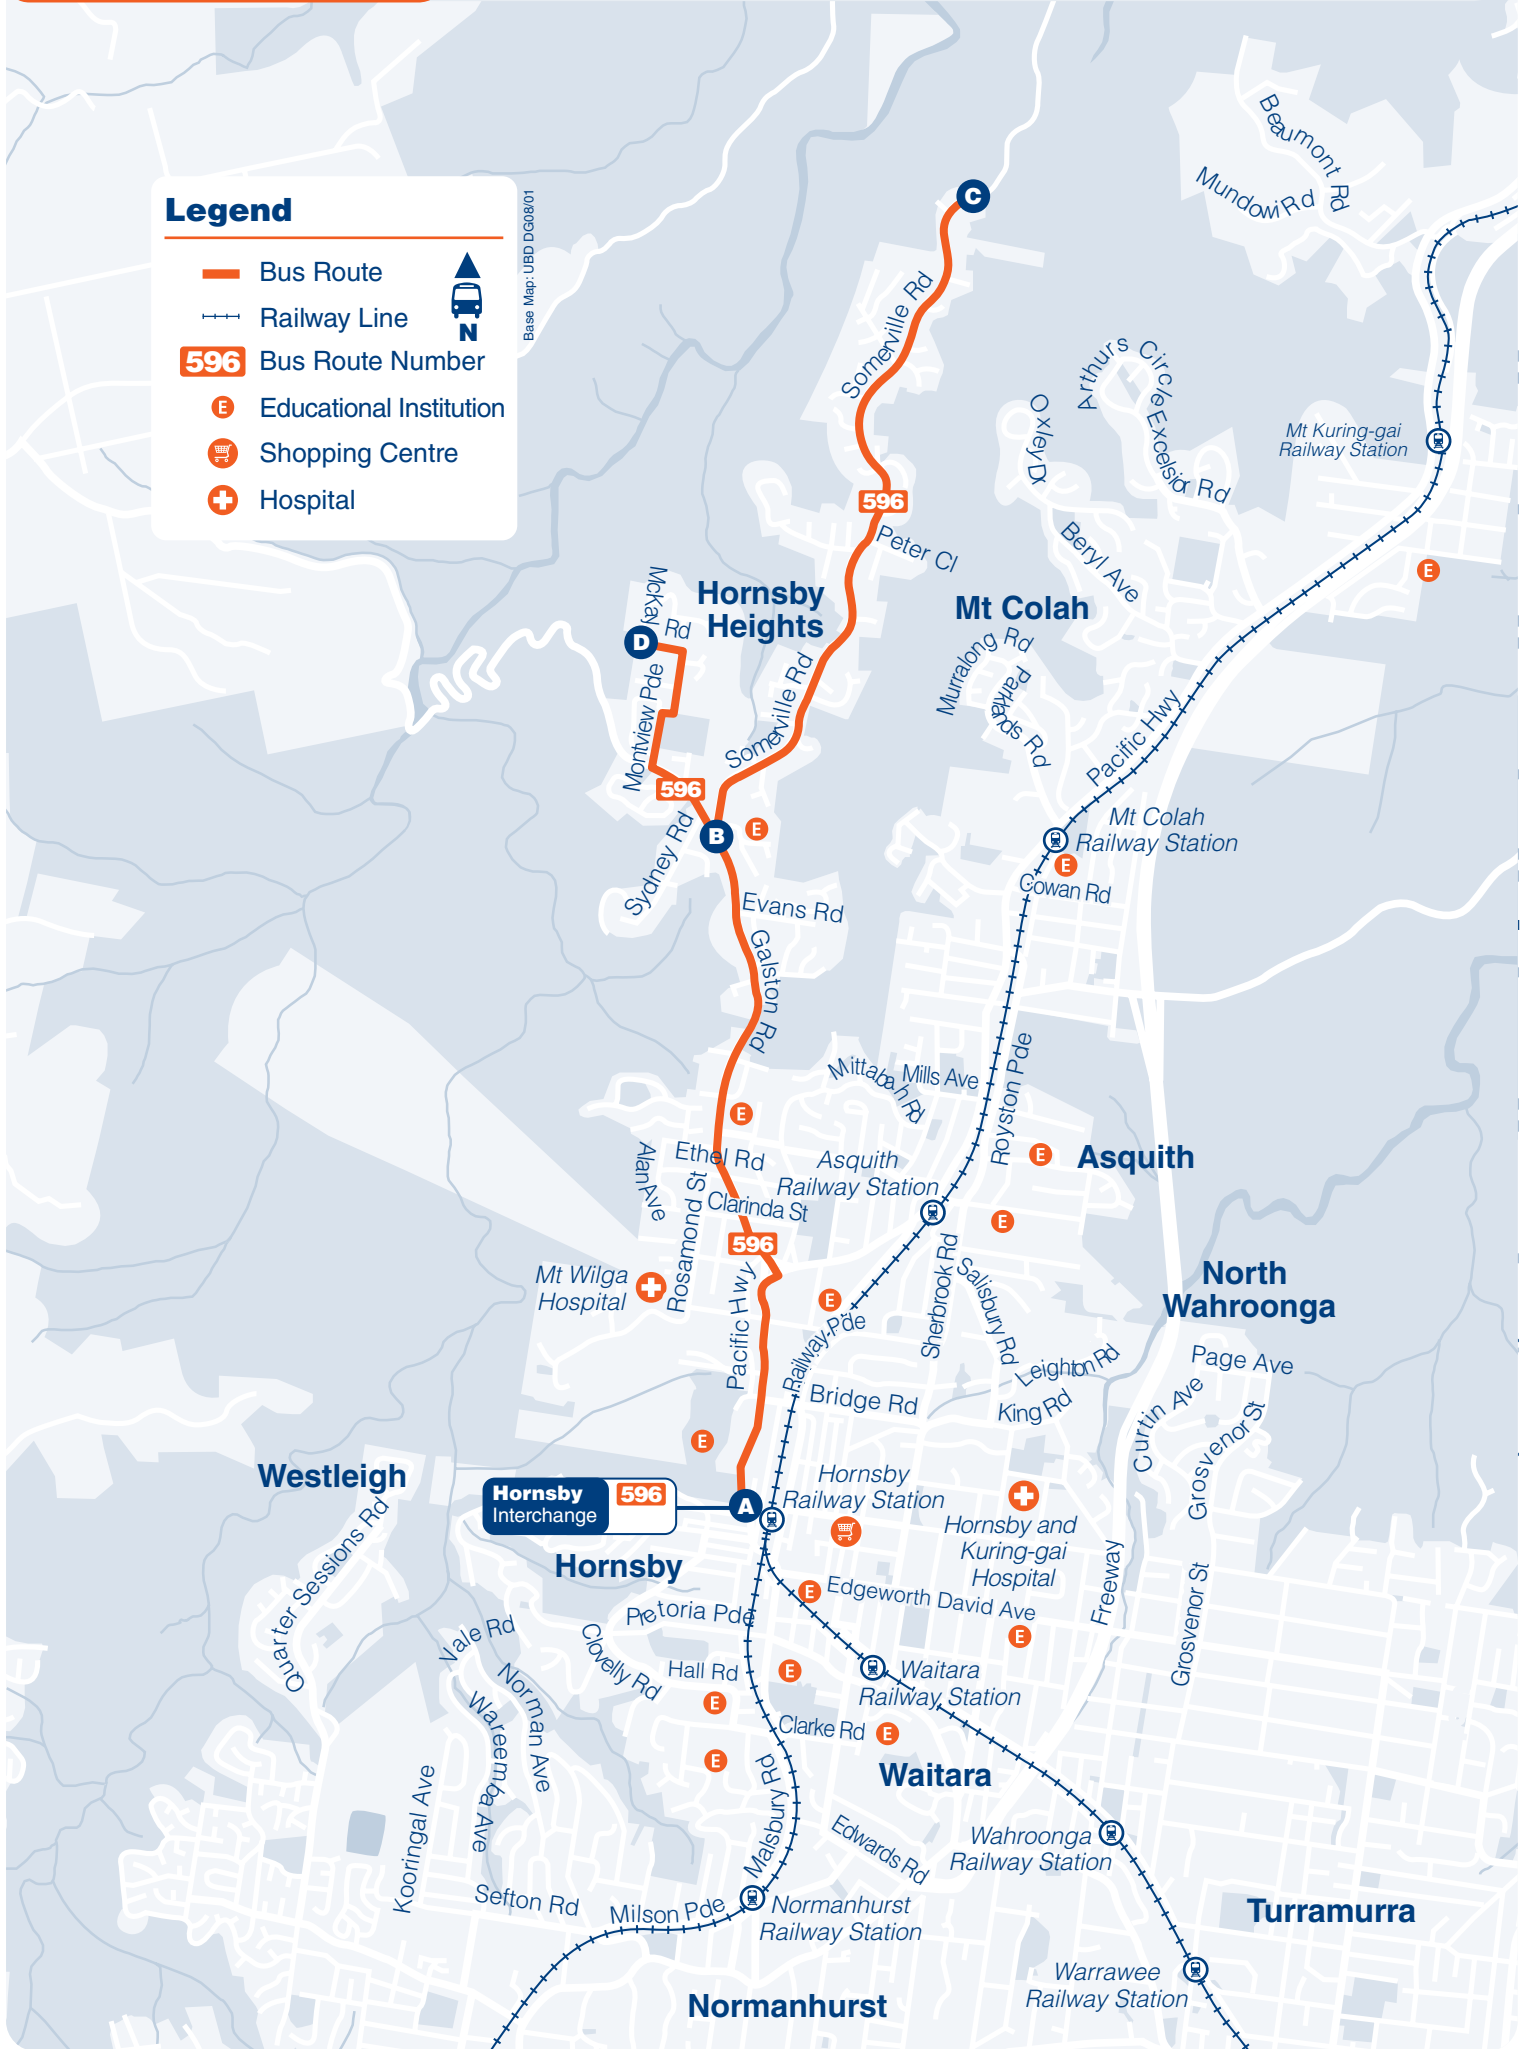 Legend
Bus Route
Railway Line
596 Bus Route Number
E Educational Institution
Shopping Centre
Hospital
N
Base Map: UBD DG08/01
Beaumont Rd
Mundowi Rd
C
Somerville Rd
Arthurs Circle
Oxley Dr
Excelsior Rd
Mt Kuring-gai
Railway Station
596
Peter Cl
Beryl Ave
E
McKay Rd
Hornsby
Heights
Mt Colah
D
Murralong Rd
Parklands Rd
Montview Pde
Somerville Rd
Pacific Hwy
596
B
E
Sydney Rd
Mt Colah
Railway Station
E
Cowan Rd
Evans Rd
Galston Rd
Mittabah Rd
Mills Ave
Royston Pde
E
Alan Ave
Ethel Rd
Asquith
Railway Station
E
Asquith
Rosamond St
Clarinda St
E
596
Mt Wilga
Hospital
Pacific Hwy
E
Railway Pde
Sherbrook Rd
Salisbury Rd
North
Wahroonga
Leighton Rd
Page Ave
Bridge Rd
King Rd
Curtin Ave
Grosvenor St
E
Westleigh
Hornsby
Interchange
596
A
Hornsby
Railway Station
Hornsby and
Kuring-gai
Hospital
Quarter Sessions Rd
Hornsby
E
Edgeworth David Ave
Freeway
Grosvenor St
Pretoria Pde
E
Vale Rd
Clovelly Rd
Hall Rd
E
Waitara
Railway Station
Norman Ave
E
Wareemba Ave
Clarke Rd
E
E
Waitara
Kooringal Ave
Malsbury Rd
Edwards Rd
Wahroonga
Railway Station
Sefton Rd
Milson Pde
Normanhurst
Railway Station
Turramurra
Warrawee
Railway Station
Normanhurst